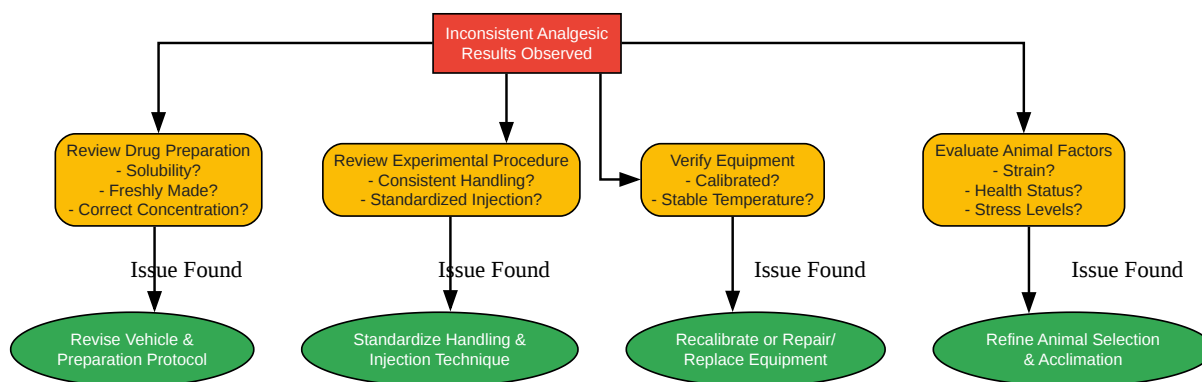 Inconsistent Analgesic
Results Observed
Review Drug Preparation
- Solubility?
- Freshly Made?
- Correct Concentration?
Review Experimental Procedure
- Consistent Handling?
- Standardized Injection?
Verify Equipment
- Calibrated?
- Stable Temperature?
Evaluate Animal Factors
- Strain?
- Health Status?
- Stress Levels?
Issue Found
Issue Found
Issue Found
Issue Found
Revise Vehicle &
Preparation Protocol
Standardize Handling &
Injection Technique
Recalibrate or Repair/
Replace Equipment
Refine Animal Selection
& Acclimation